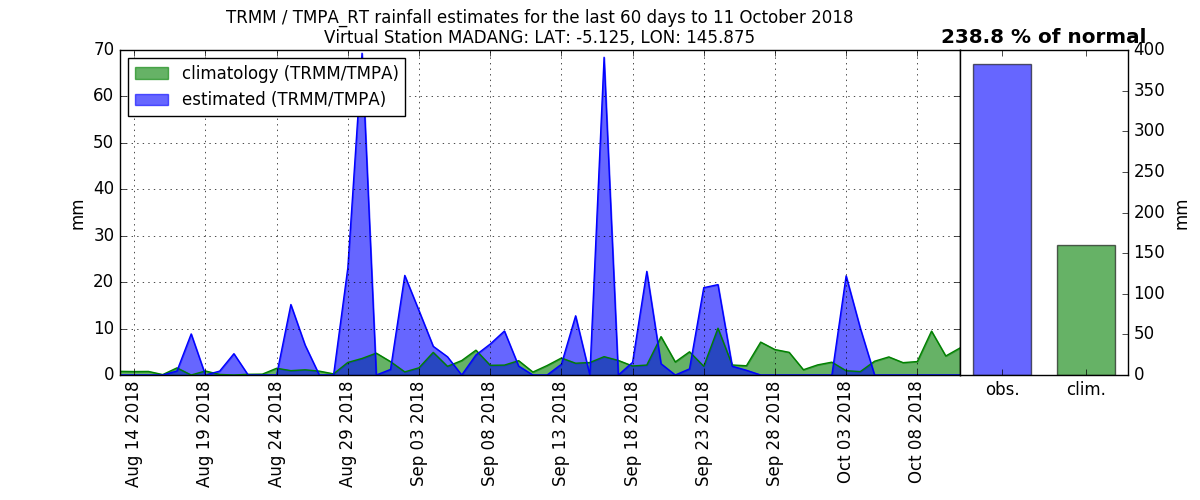 TRMM / TMPA_RT rainfall estimates for the last 60 days to 11 October 2018
Virtual Station MADANG: LAT: -5.125, LON: 145.875
238.8 % of normal
climatology (TRMM/TMPA)
estimated (TRMM/TMPA)
mm
70
60
50
40
30
20
10
0
Aug 14 2018
Aug 19 2018
Aug 24 2018
Aug 29 2018
Sep 03 2018
Sep 08 2018
Sep 13 2018
Sep 18 2018
Sep 23 2018
Sep 28 2018
Oct 03 2018
Oct 08 2018
400
350
300
250
200
150
100
50
0
mm
obs.
clim.